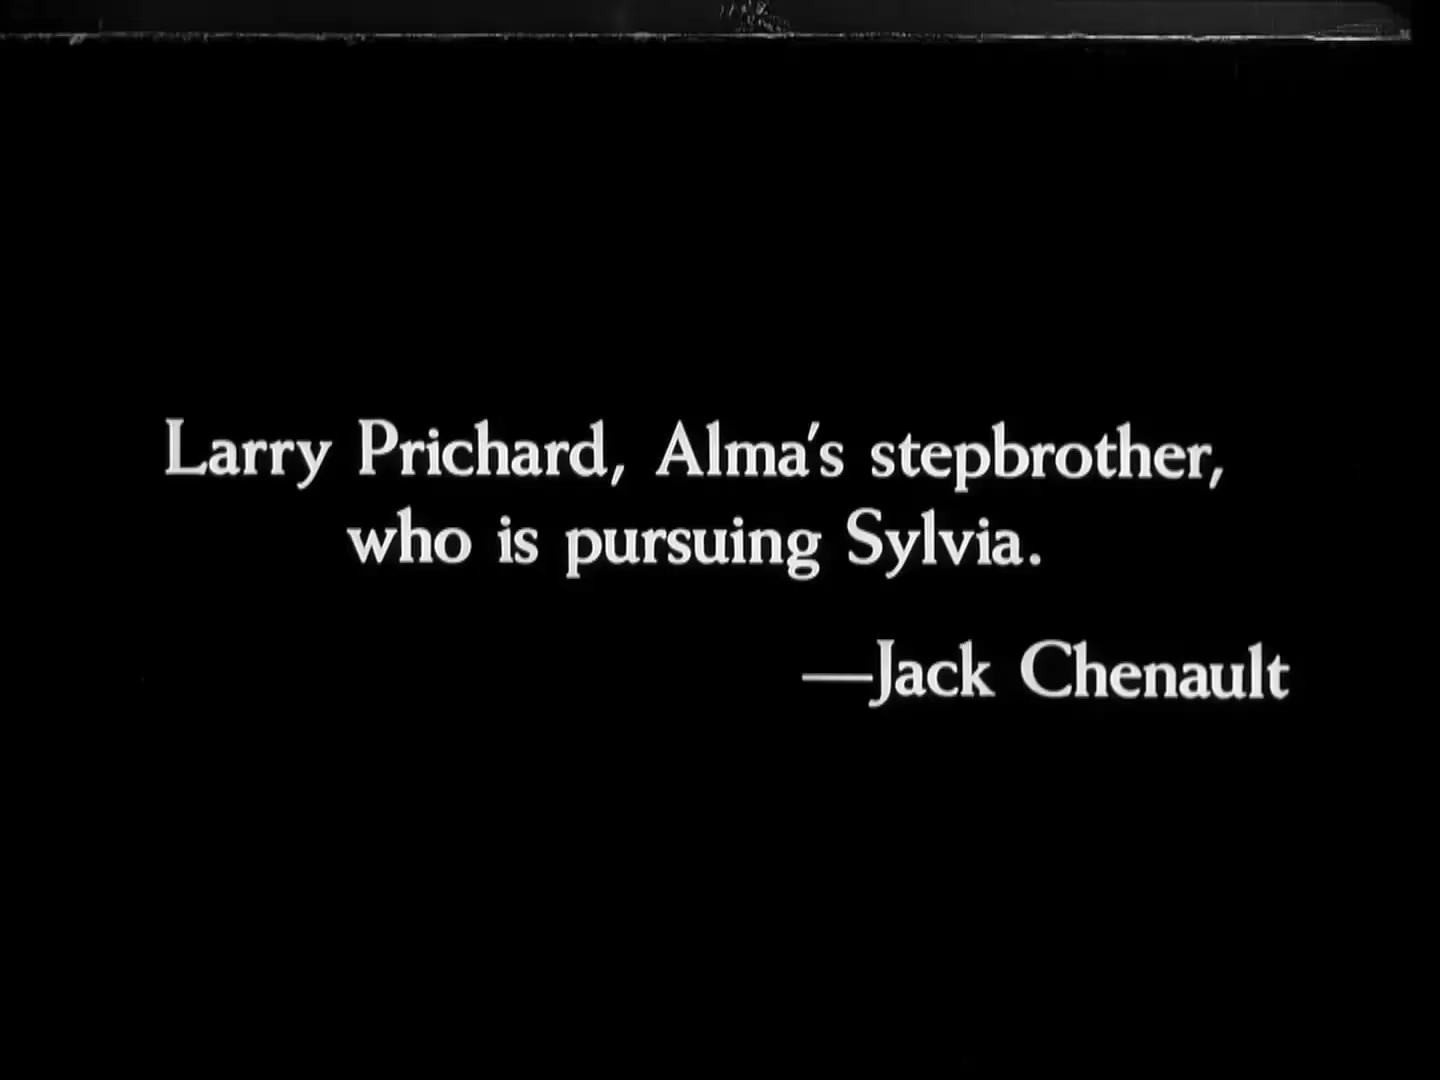 Larry Prichard, Alma's stepbrother,
who is pursuing Sylvia.
—Jack Chenault